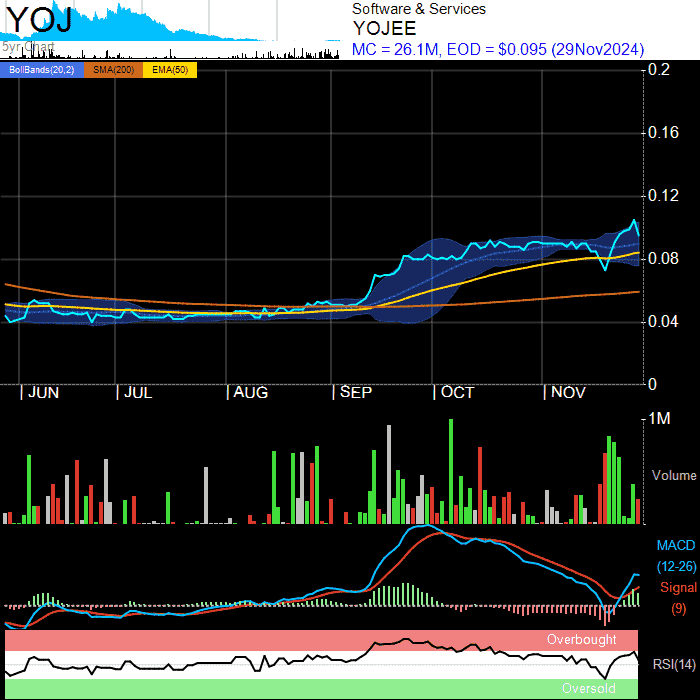 YOJ
5yr Chart
Software & Services
YOJEE
MC = 26.1M, EOD = $0.095 (29Nov2024)
BollBands(20,2) SMA(200) EMA(50)
0.2
0.16
0.12
0.08
0.04
0
JUN JUL AUG SEP OCT NOV
1M
Volume
MACD
(12-26)
Signal
(9)
Overbought
RSI(14)
Oversold